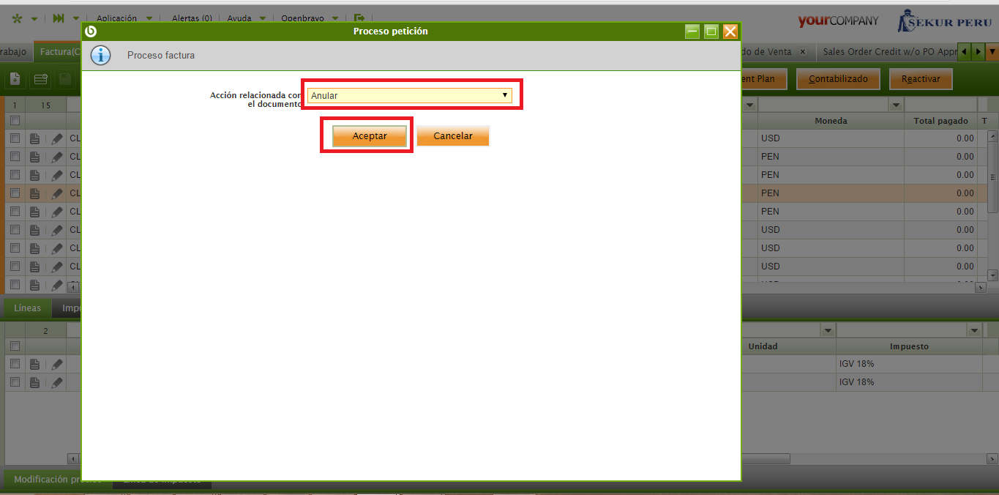 Aplicación
Alertas (0)
Ayuda
Openbravo
yourCOMPANY
SEKUR PERU
Proceso petición
rabajo
Factura(C
do de Venta
Sales Order Credit w/o PO Appr
Proceso factura
ent Plan
Contabilizado
Reactivar
Acción relacionada con
el documento
Anular
Aceptar
Cancelar
1
15
Moneda
Total pagado
T
CL
USD
0.00
CL
PEN
0.00
CL
PEN
0.00
CL
PEN
0.00
CL
PEN
0.00
CL
USD
0.00
CL
USD
0.00
CL
USD
0.00
Líneas
Impu
2
Unidad
Impuesto
IGV 18%
IGV 18%
Modificación precio